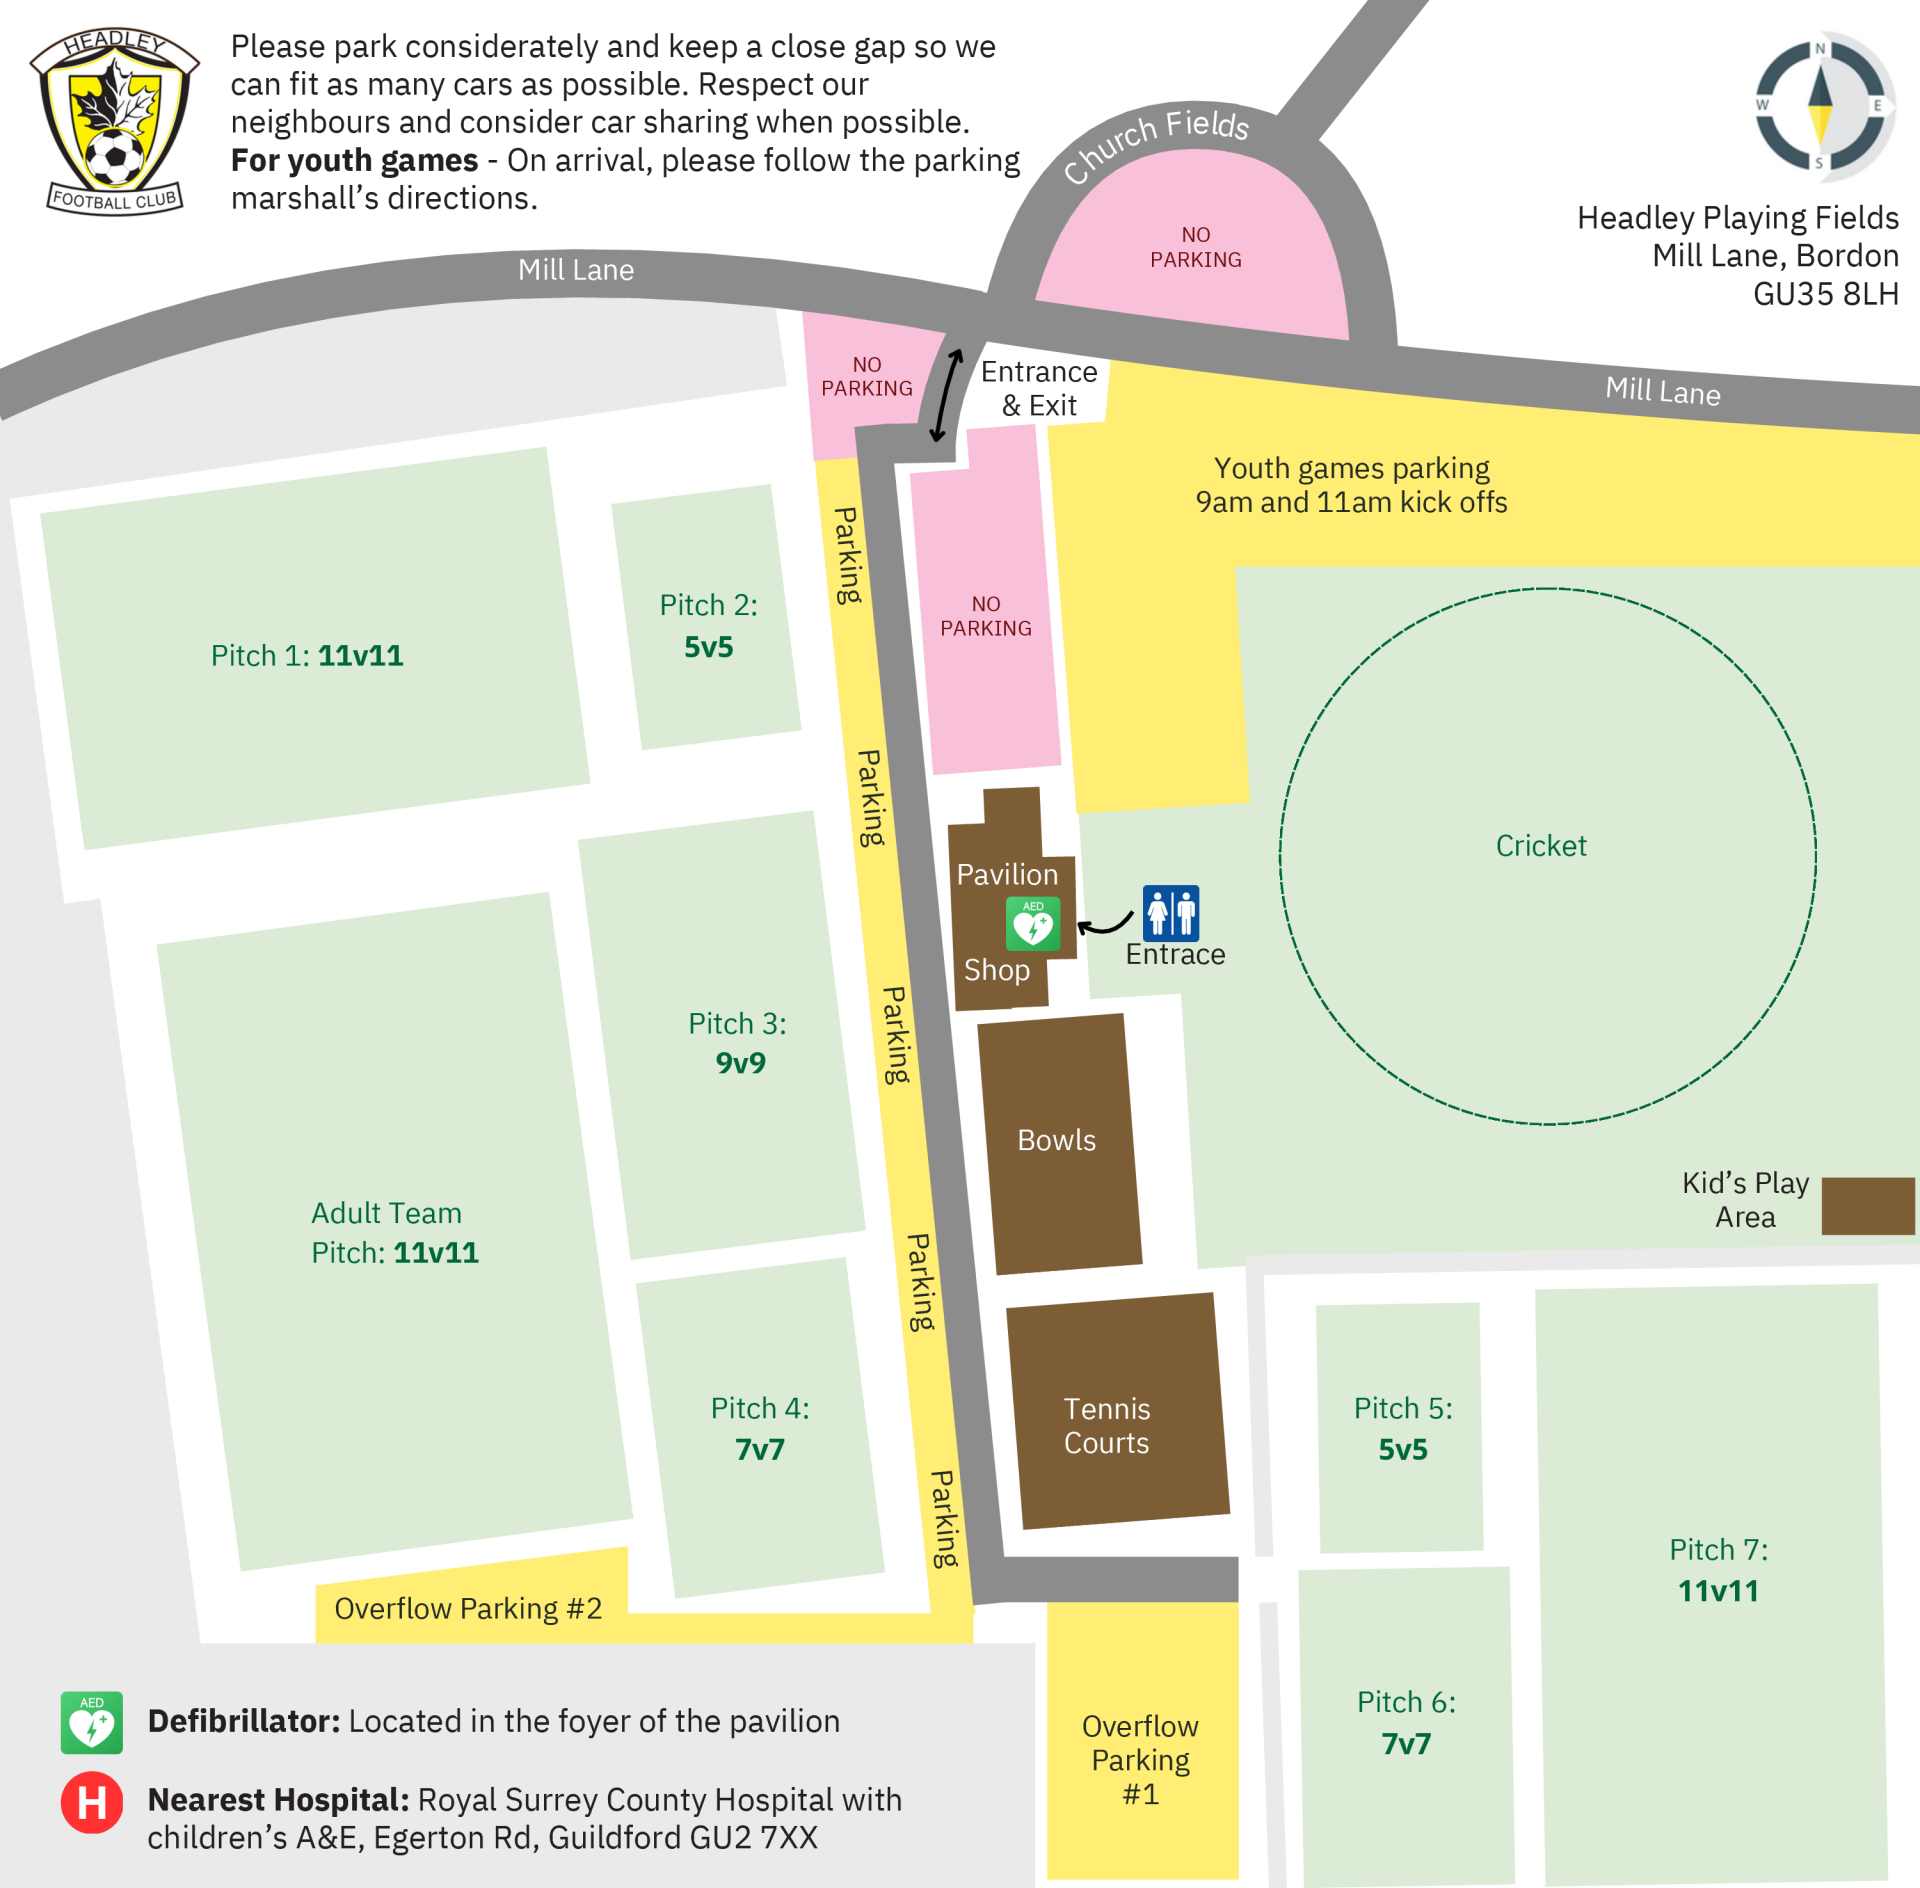 HEADLEY
FOOTBALL CLUB
Please park considerately and keep a close gap so we
can fit as many cars as possible. Respect our
neighbours and consider car sharing when possible.
For youth games - On arrival, please follow the parking
marshall’s directions.
N
W
E
S
Headley Playing Fields
Mill Lane, Bordon
GU35 8LH
Church Fields
NO
PARKING
Mill Lane
NO
PARKING
Entrance
& Exit
Mill Lane
Youth games parking
9am and 11am kick offs
Pitch 1: 11v11
Pitch 2:
5v5
Parking
NO
PARKING
Parking
Cricket
Pavilion
AED
Shop
Entrace
Pitch 3:
9v9
Parking
Bowls
Kid’s Play
Area
Adult Team
Pitch: 11v11
Parking
Pitch 4:
7v7
Tennis
Courts
Pitch 5:
5v5
Parking
Pitch 7:
11v11
Overflow Parking #2
Pitch 6:
7v7
Overflow
Parking
#1
AED
Defibrillator: Located in the foyer of the pavilion
H
Nearest Hospital: Royal Surrey County Hospital with
children’s A&E, Egerton Rd, Guildford GU2 7XX